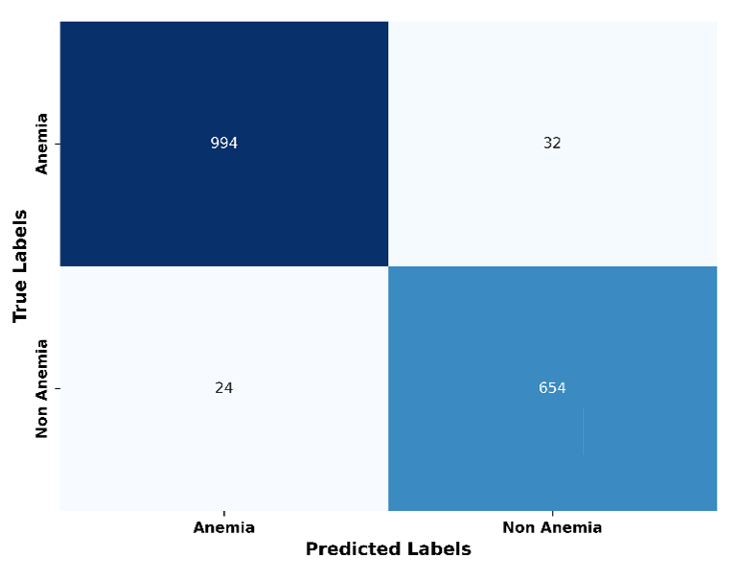 True Labels
Anemia
994
32
Non Anemia
24
654
Anemia
Non Anemia
Predicted Labels